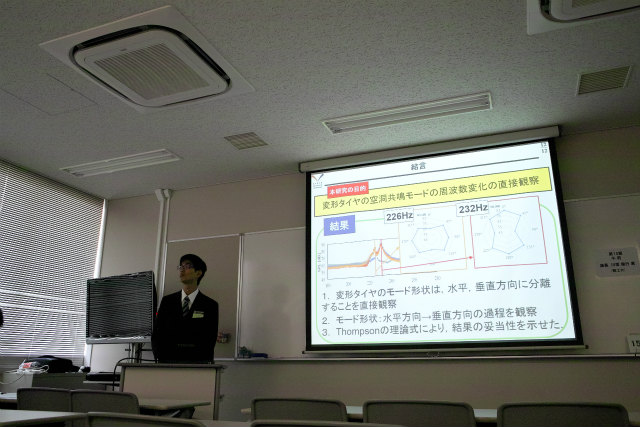 結言
本研究の目的
変形タイヤの空洞共鳴モードの周波数変化の直接観察
結果
226Hz
232Hz
1. 変形タイヤのモード形状は，水平，垂直方向に分離
することを直接観察
2. モード形状：水平方向→垂直方向の過程を観察
3. Thompsonの理論式により，結果の妥当性を示せた．